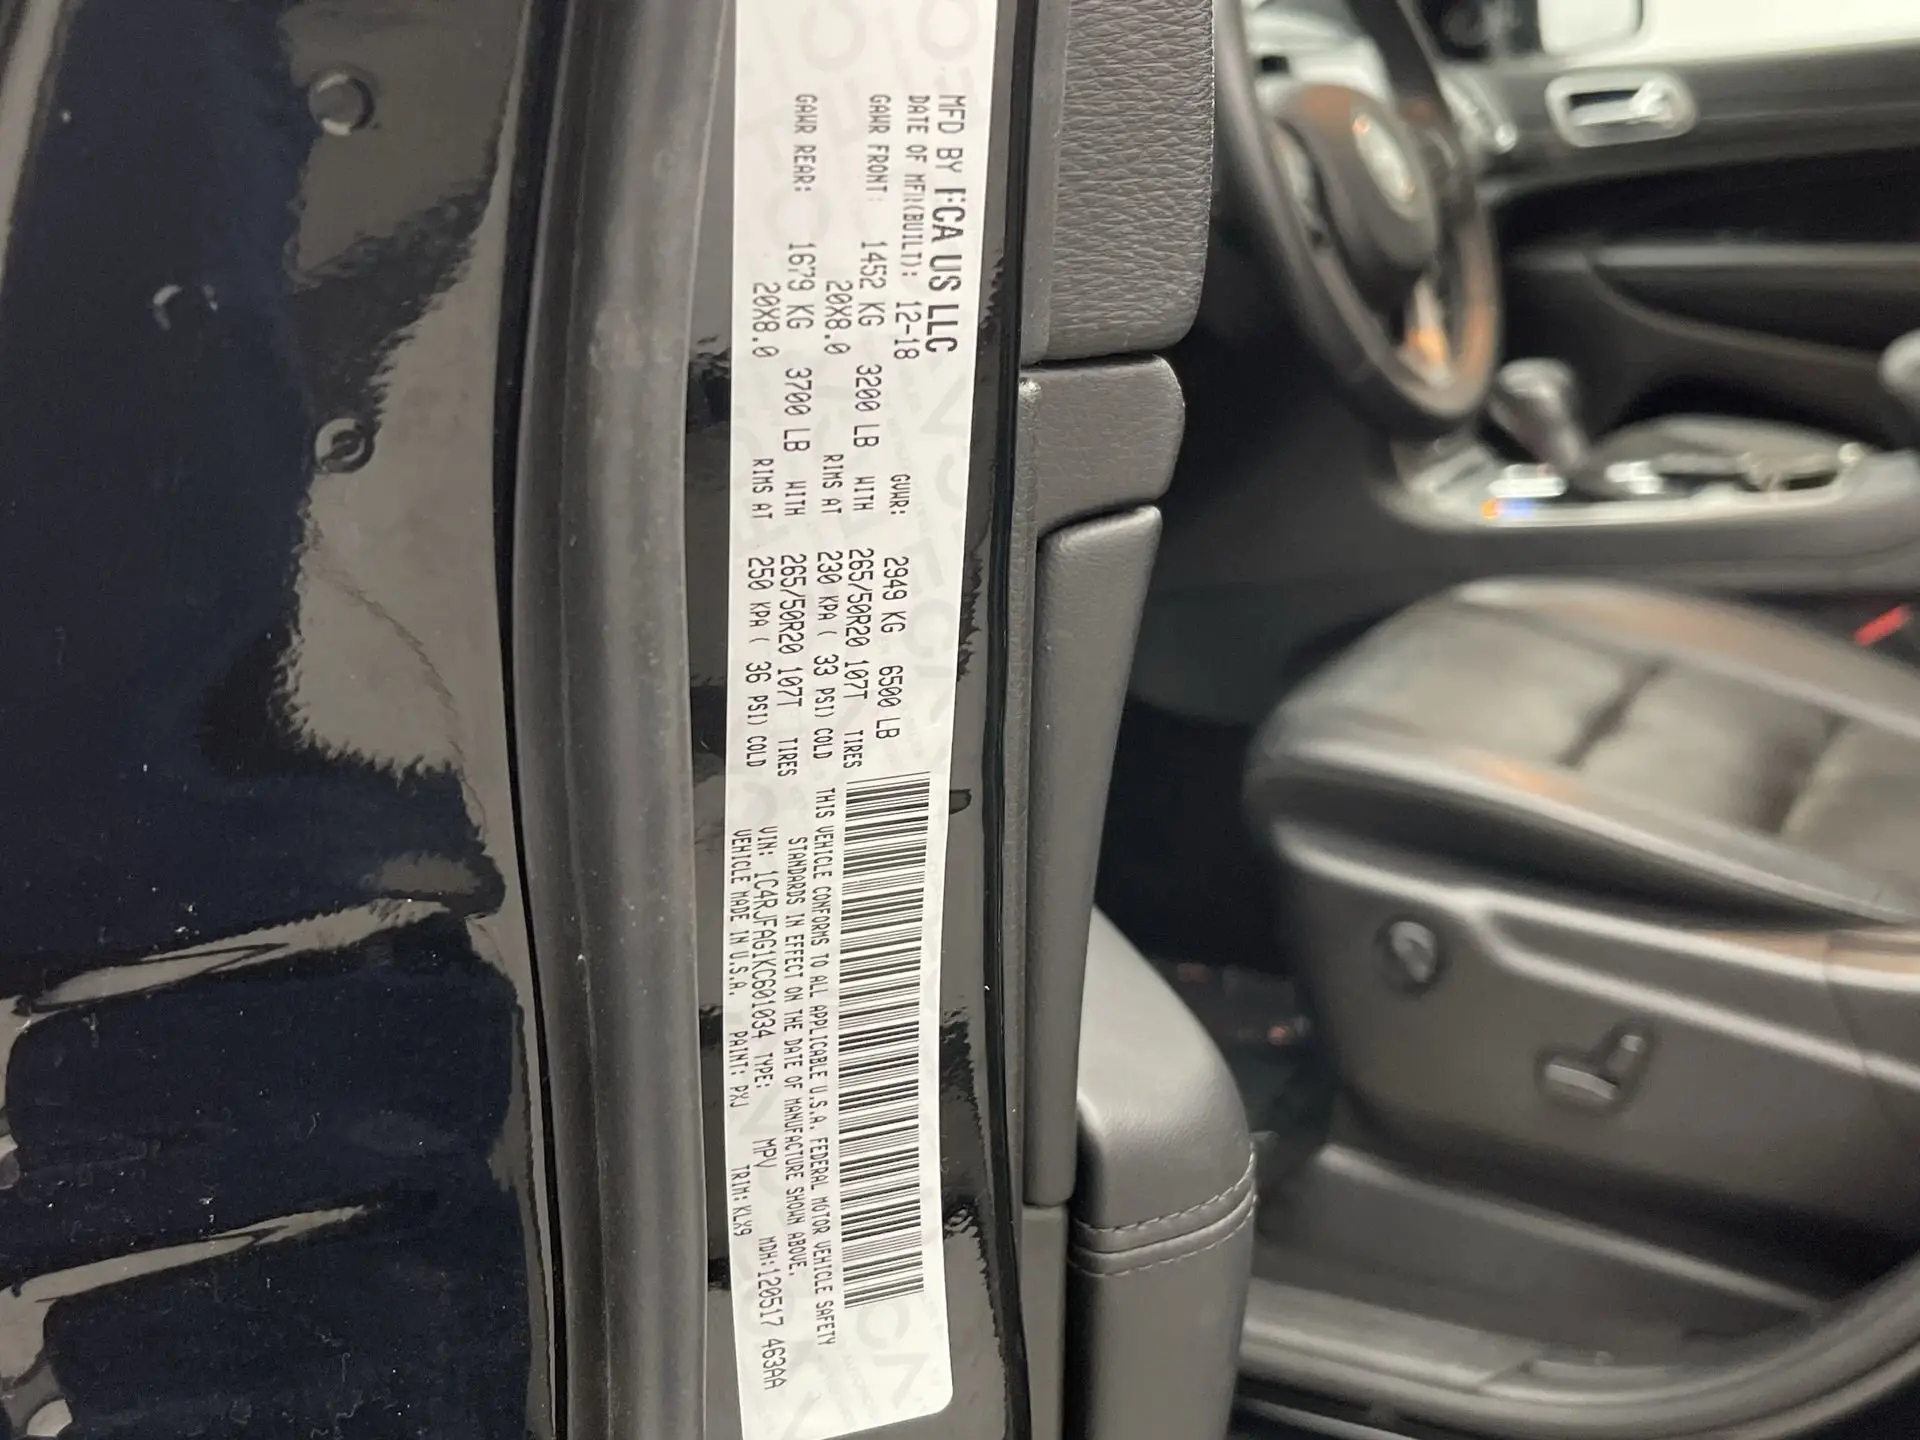 MFD BY FCA US LLC
DATE OF MFR(BUILT): 12-18 GVWR: 2949 KG 6500 LB
GAWR FRONT: 1452 KG 3200 LB WITH 265/50R20 107T TIRES
20X8.0 RIMS AT 230 KPA ( 33 PSI) COLD
GAWR REAR: 1679 KG 3700 LB WITH 265/50R20 107T TIRES
20X8.0 RIMS AT 250 KPA ( 36 PSI) COLD
THIS VEHICLE CONFORMS TO ALL APPLICABLE U.S.A. FEDERAL MOTOR VEHICLE SAFETY
STANDARDS IN EFFECT ON THE DATE OF MANUFACTURE SHOWN ABOVE.
VIN: 1C4RJFAG1KC601034 TYPE: MPV MDH:120517 463AA
VEHICLE MADE IN U.S.A. PAINT: PXJ TRIM: KLX9